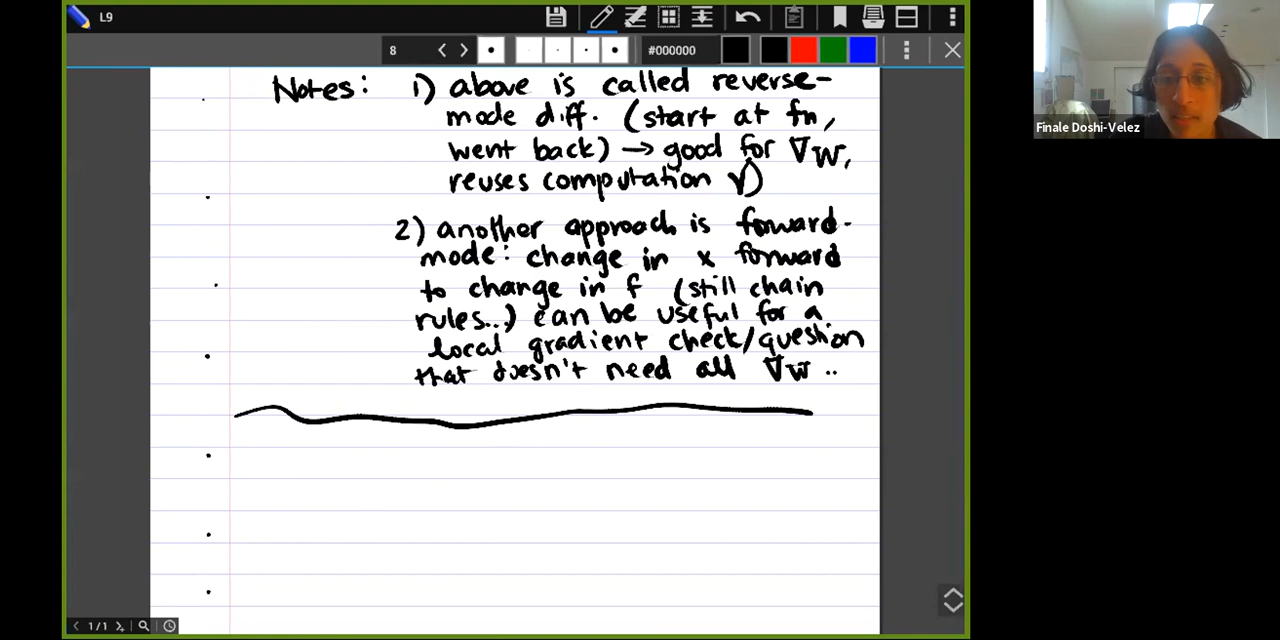 L9
8
#000000
Finale Doshi-Velez
Notes: 1) above is called reverse-
mode diff. (start at fn,
went back) → good for ∇W,
reuses computation
2) another approach is forward-
mode: change in x forward
to change in f (still chain
rules...) can be useful for a
local gradient check/question
that doesn't need all ∇w ..
1/1